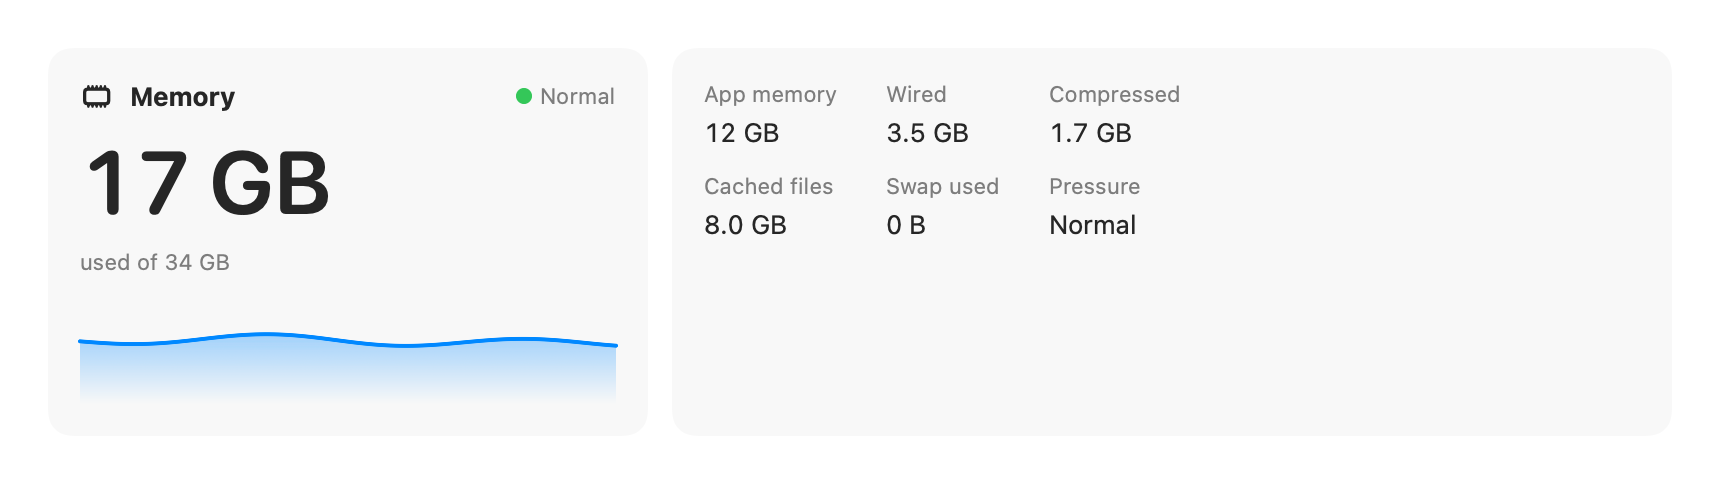 Memory
Normal
17 GB
used of 34 GB
App memory
12 GB
Wired
3.5 GB
Compressed
1.7 GB
Cached files
8.0 GB
Swap used
0 B
Pressure
Normal